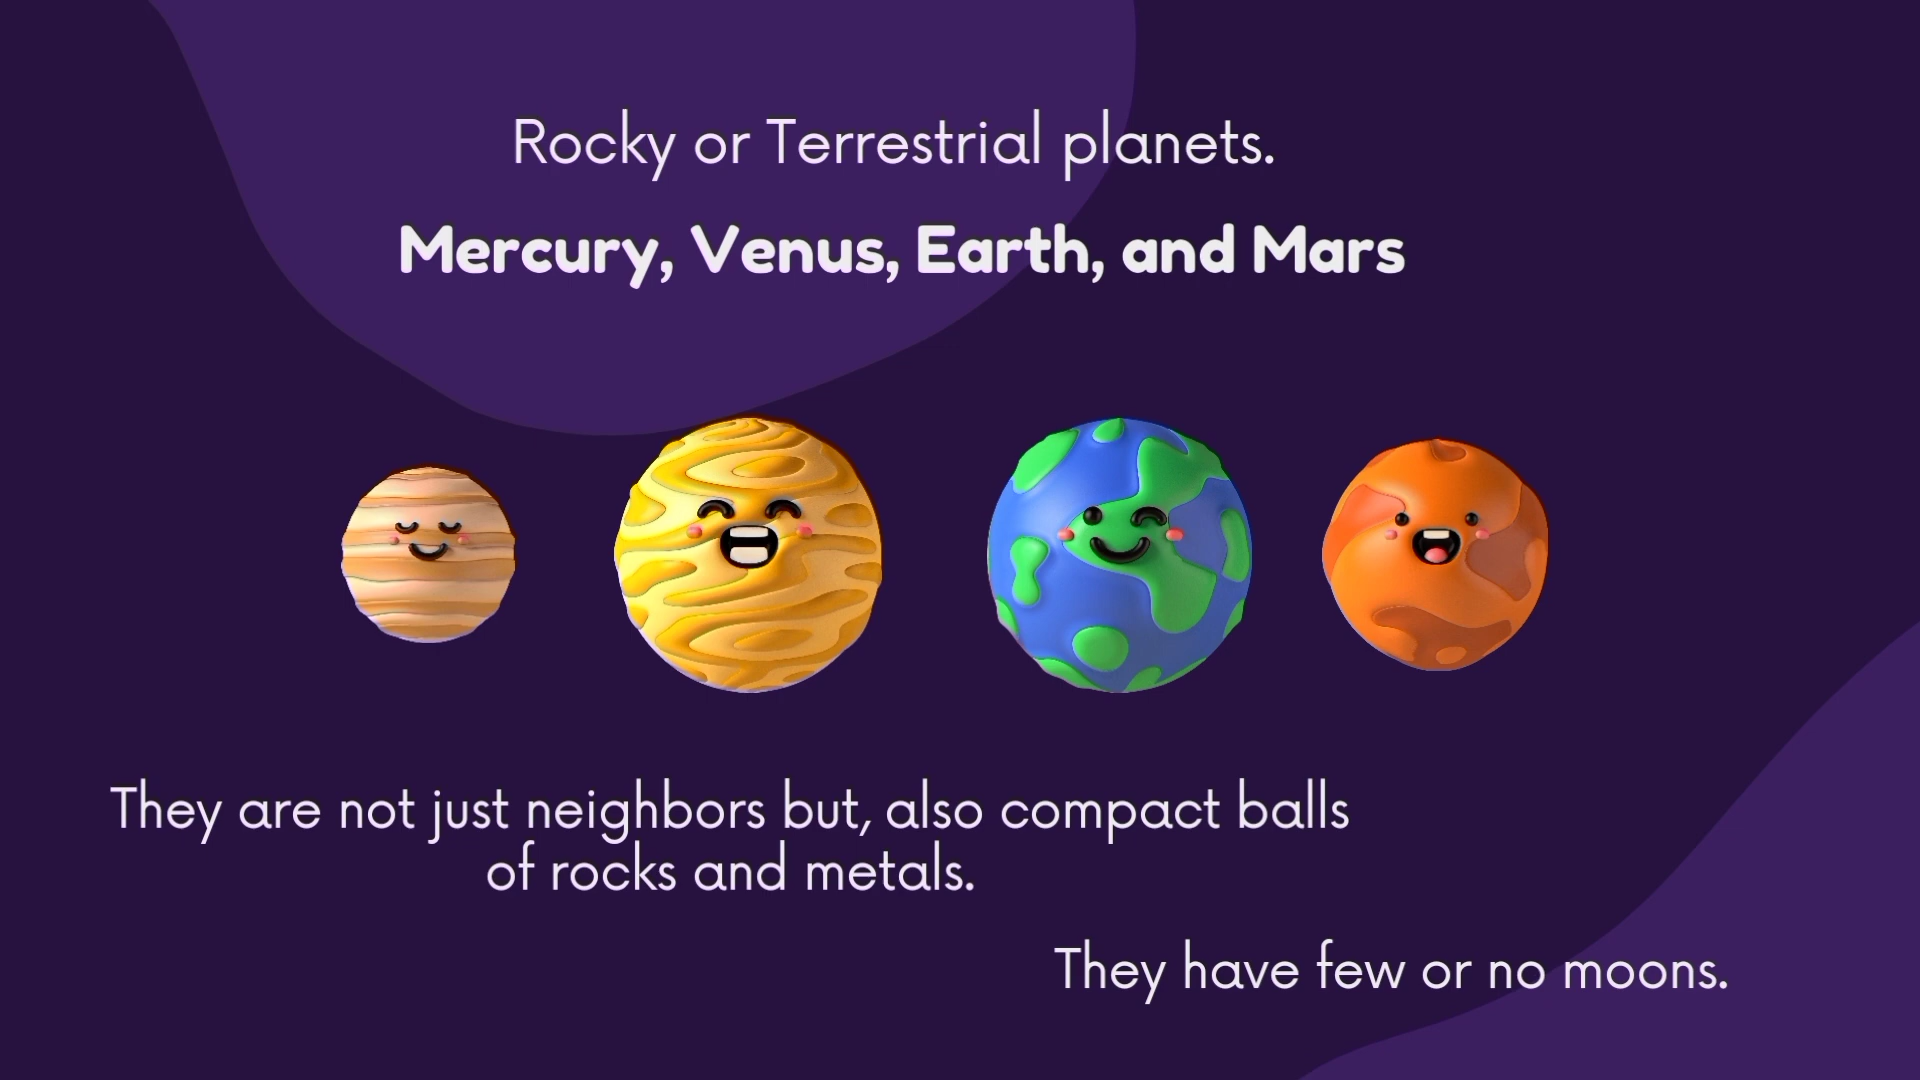 Rocky or Terrestrial planets.
Mercury, Venus, Earth, and Mars
They are not just neighbors but, also compact balls
of rocks and metals.
They have few or no moons.